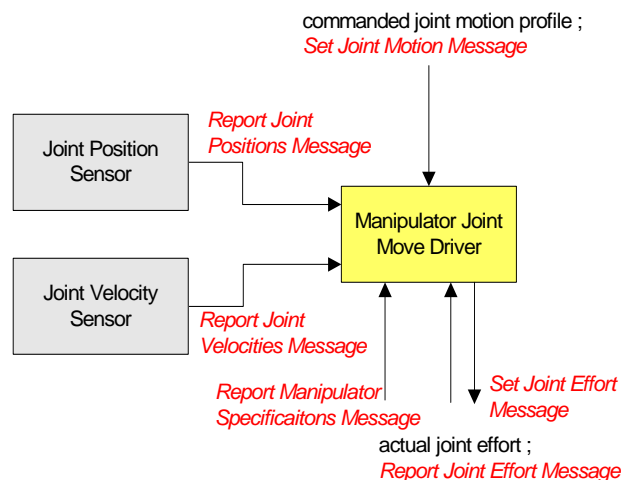 commanded joint motion profile ;
Set Joint Motion Message
Report Joint
Positions Message
Joint Position
Sensor
Manipulator Joint
Move Driver
Joint Velocity
Sensor
Report Joint
Velocities Message
Report Manipulator
Specificaitons Message
Set Joint Effort
Message
actual joint effort ;
Report Joint Effort Message